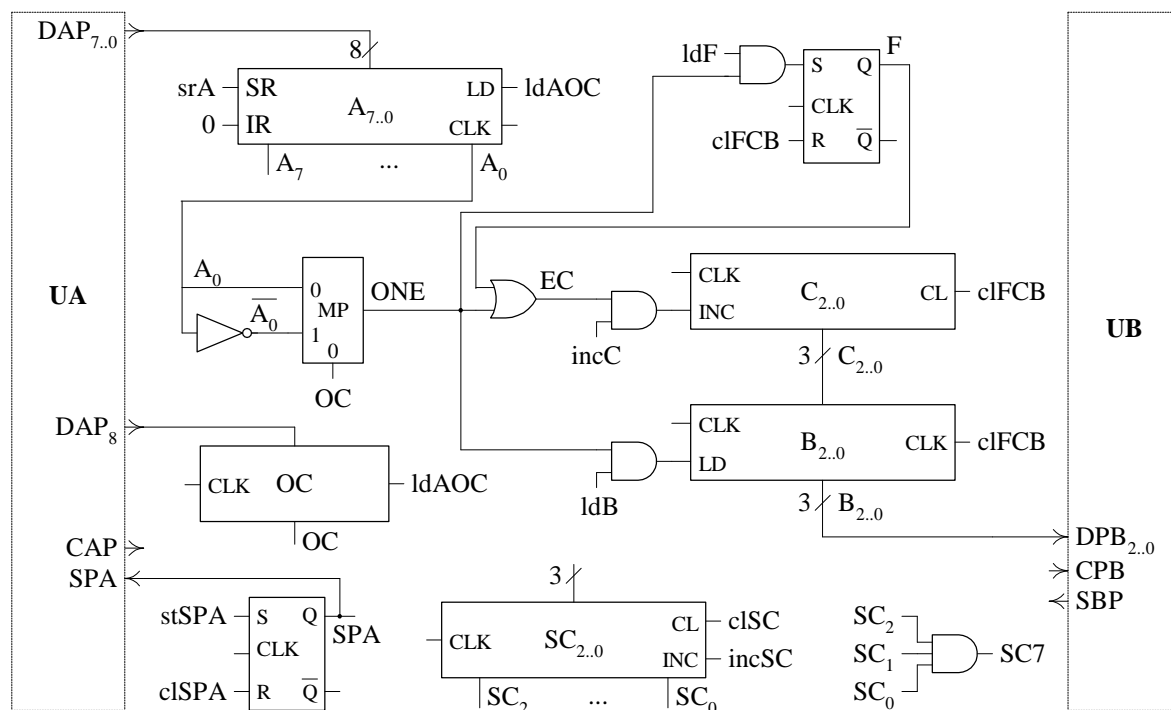 DAP7..0
8
srA
SR
LD
ldAOC
A7..0
0
IR
CLK
A7
...
A0
ldF
F
S
Q
CLK
clFCB
R
Q̅
UA
A0
0
MP
ONE
A̅0̅
1
0
OC
EC
incC
CLK
C2..0
CL
clFCB
INC
3
C2..0
UB
DAP8
CLK
OC
ldAOC
OC
CLK
B2..0
CLK
clFCB
LD
ldB
3
B2..0
DPB2..0
CAP
CPB
SPA
SBP
stSPA
S
Q
SPA
CLK
clSPA
R
Q̅
3
CLK
SC2..0
CL
clSC
INC
incSC
SC2
...
SC0
SC2
SC1
SC7
SC0